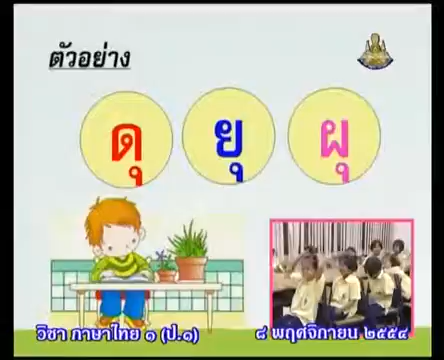 ตัวอย่าง
ดุ ยุ ผุ
วิชา ภาษาไทย ๑ (ป.๑) ๘ พฤศจิกายน ๒๕๕๔